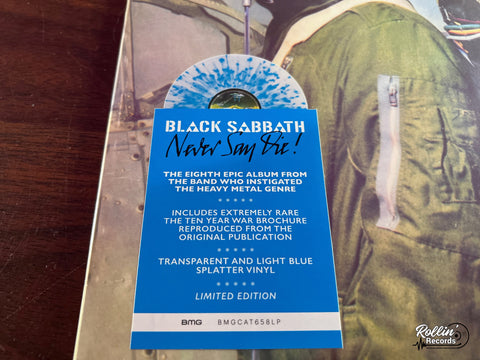 BLACK SABBATH
Never Say Die!
THE EIGHTH EPIC ALBUM FROM
THE BAND WHO INSTIGATED
THE HEAVY METAL GENRE
*****
INCLUDES EXTREMELY RARE
THE TEN YEAR WAR BROCHURE
REPRODUCED FROM THE
ORIGINAL PUBLICATION
*****
TRANSPARENT AND LIGHT BLUE
SPLATTER VINYL
*****
LIMITED EDITION
BMG BMGCAT658LP
Rollin'
Records